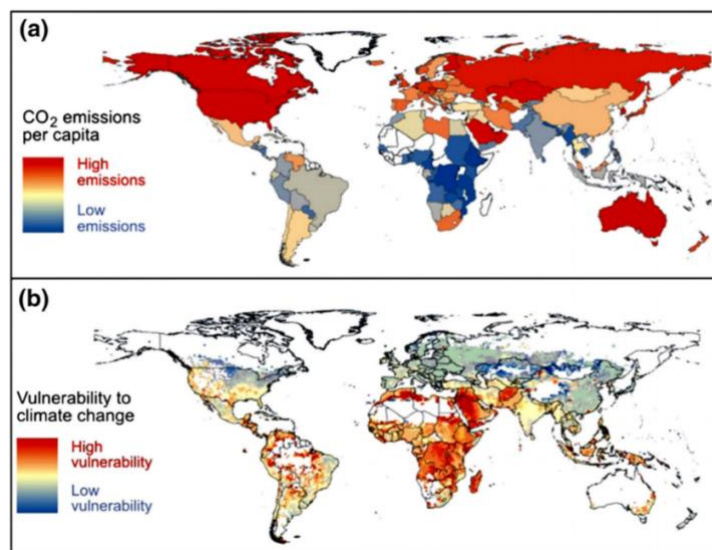 (a)
CO₂ emissions
per capita
High
emissions
Low
emissions
(b)
Vulnerability to
climate change
High
vulnerability
Low
vulnerability